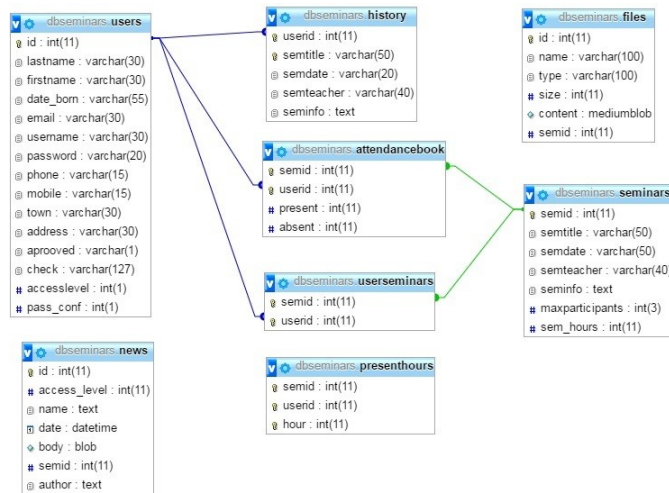 dbseminars.users
id : int(11)
lastname : varchar(30)
firstname : varchar(30)
date_born : varchar(55)
email : varchar(30)
username : varchar(30)
password : varchar(20)
phone : varchar(15)
mobile : varchar(15)
town : varchar(30)
address : varchar(30)
aprooved : varchar(1)
check : varchar(127)
accesslevel : int(1)
pass_conf : int(1)
dbseminars.history
userid : int(11)
semtitle : varchar(50)
semdate : varchar(20)
semteacher : varchar(40)
seminfo : text
dbseminars.files
id : int(11)
name : varchar(100)
type : varchar(100)
size : int(11)
content : mediumblob
semid : int(11)
dbseminars.attendancebook
semid : int(11)
userid : int(11)
present : int(11)
absent : int(11)
dbseminars.seminars
semid : int(11)
semtitle : varchar(50)
semdate : varchar(50)
semteacher : varchar(40)
seminfo : text
maxparticipants : int(3)
sem_hours : int(11)
dbseminars.userseminars
semid : int(11)
userid : int(11)
dbseminars.news
id : int(11)
access_level : int(11)
name : text
date : datetime
body : blob
semid : int(11)
author : text
dbseminars.presenthours
semid : int(11)
userid : int(11)
hour : int(11)